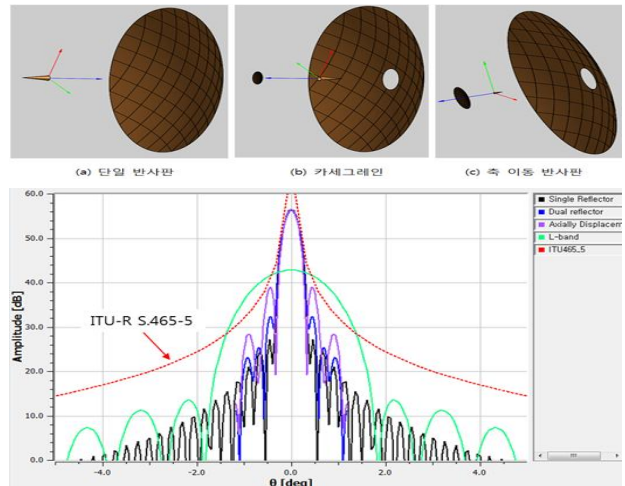 (a) 단일 반사판
(b) 카세그레인
(c) 축 이동 반사판
60.0
50.0
40.0
30.0
20.0
10.0
0.0
Amplitude [dB]
ITU-R S.465-5
-4.0
-2.0
0.0
2.0
4.0
θ [deg]
Single Reflector
Dual reflector
Axially Displacem
L-band
ITU465_5